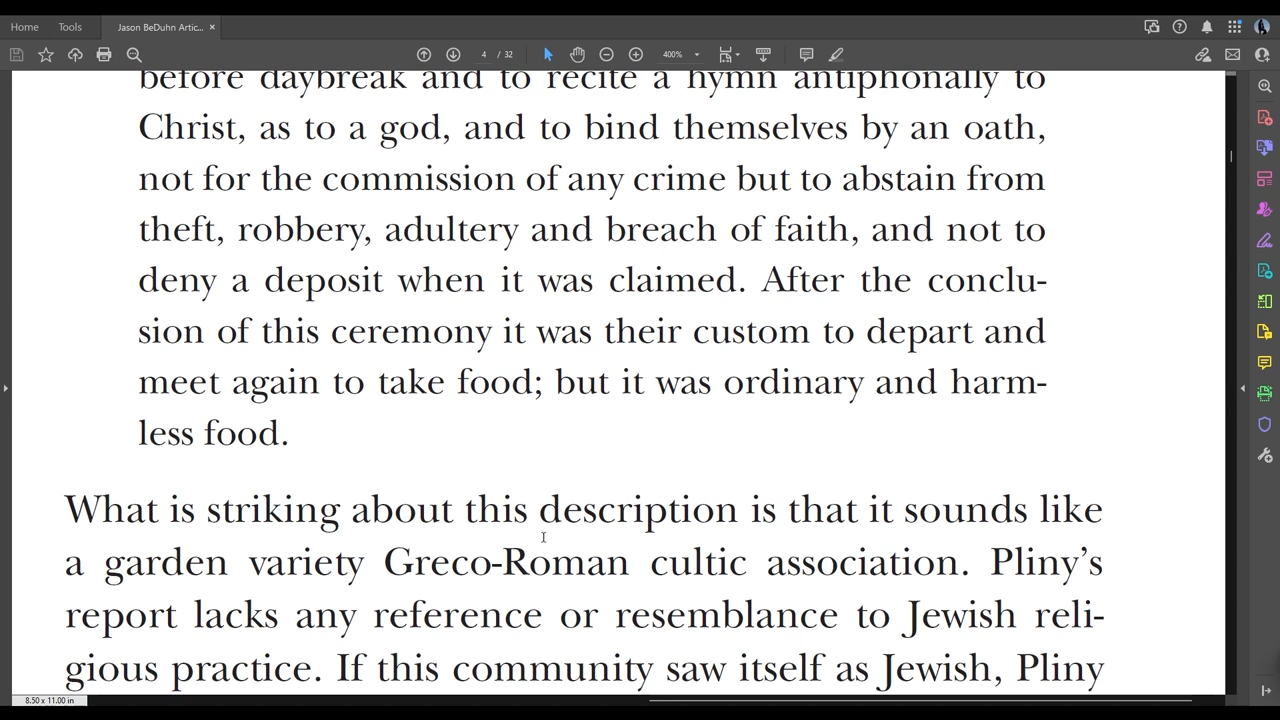 Home Tools Jason BeDuhn Artic... ×
4 / 32 400%
before daybreak and to recite a hymn antiphonally to
Christ, as to a god, and to bind themselves by an oath,
not for the commission of any crime but to abstain from
theft, robbery, adultery and breach of faith, and not to
deny a deposit when it was claimed. After the conclu-
sion of this ceremony it was their custom to depart and
meet again to take food; but it was ordinary and harm-
less food.
What is striking about this description is that it sounds like
a garden variety Greco-Roman cultic association. Pliny’s
report lacks any reference or resemblance to Jewish reli-
gious practice. If this community saw itself as Jewish, Pliny
8.50 x 11.00 in